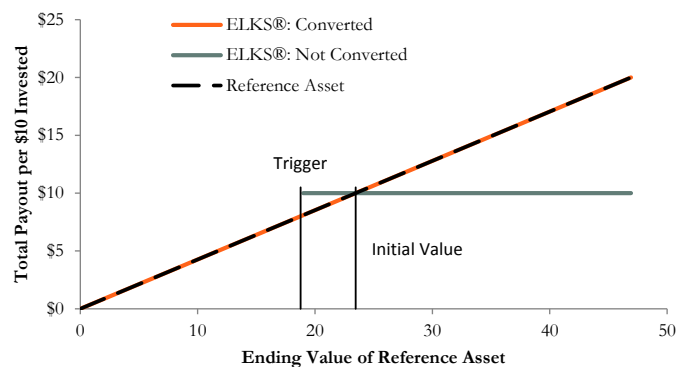 $25
$20
$15
$10
$5
$0
Total Payout per $10 Invested
ELKS®: Converted
ELKS®: Not Converted
Reference Asset
Trigger
Initial Value
0
10
20
30
40
50
Ending Value of Reference Asset